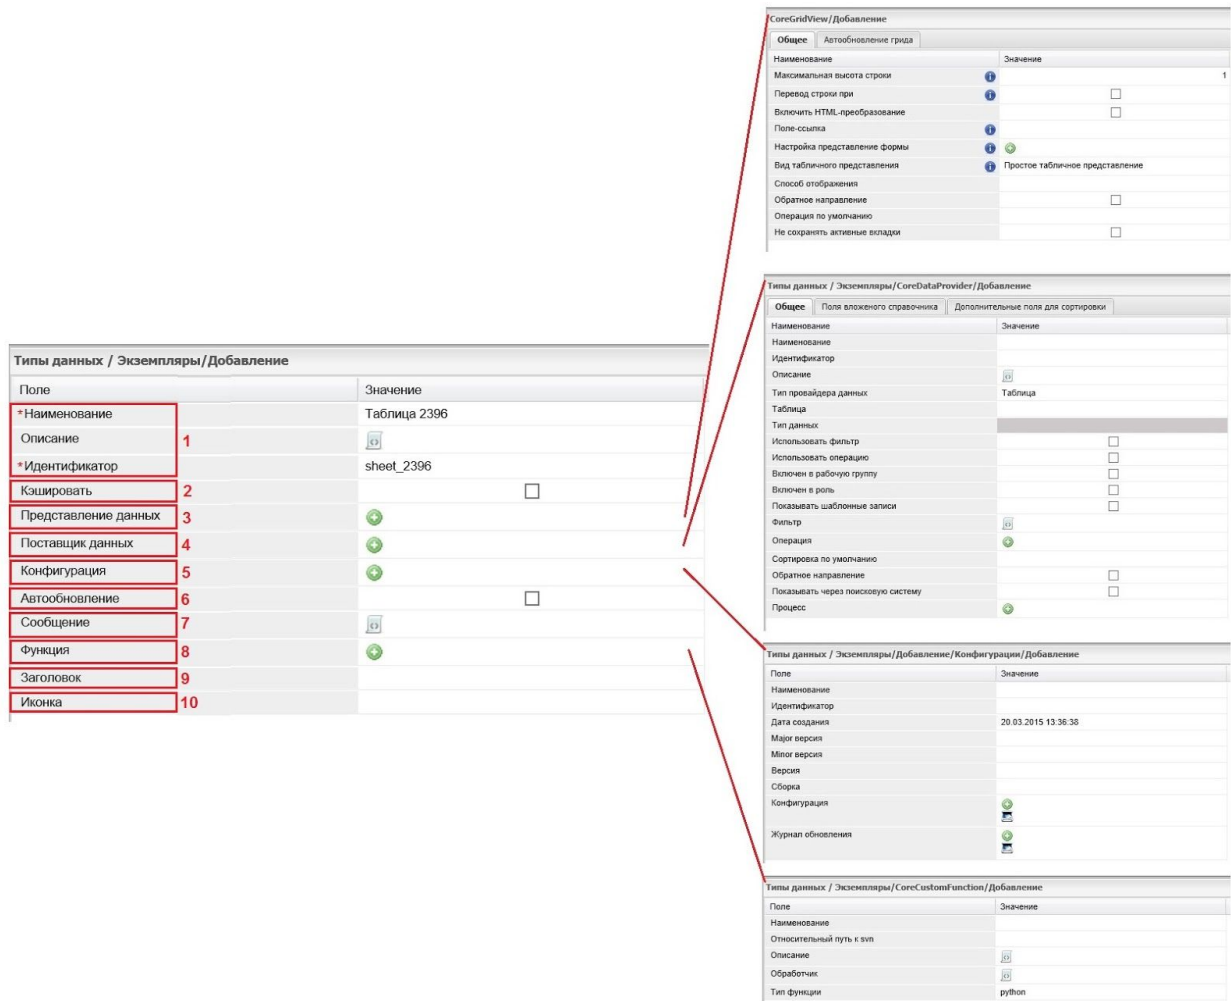 Типы данных / Экземпляры/Добавление
Поле Значение
*Наименование Таблица 2396
Описание 1
*Идентификатор sheet_2396
Кэшировать 2
Представление данных 3
Поставщик данных 4
Конфигурация 5
Автообновление 6
Сообщение 7
Функция 8
Заголовок 9
Иконка 10
CoreGridView/Добавление
Общее Автообновление грида
Наименование Значение
Максимальная высота строки 1
Перевод строки при
Включить HTML-преобразование
Поле-ссылка
Настройка представление формы
Вид табличного представления Простое табличное представление
Способ отображения
Обратное направление
Операция по умолчанию
Не сохранять активные вкладки
Типы данных / Экземпляры/CoreDataProvider/Добавление
Общее Поля вложеного справочника Дополнительные поля для сортировки
Наименование Значение
Наименование
Идентификатор
Описание
Тип провайдера данных Таблица
Таблица
Тип данных
Использовать фильтр
Использовать операцию
Включен в рабочую группу
Включен в роль
Показывать шаблонные записи
Фильтр
Операция
Сортировка по умолчанию
Обратное направление
Показывать через поисковую систему
Процесс
Типы данных / Экземпляры/Добавление/Конфигурации/Добавление
Поле Значение
Наименование
Идентификатор
Дата создания 20.03.2015 13:36:38
Major версия
Minor версия
Версия
Сборка
Конфигурация
Журнал обновления
Типы данных / Экземпляры/CoreCustomFunction/Добавление
Поле Значение
Наименование
Относительный путь к svn
Описание
Обработчик
Тип функции python